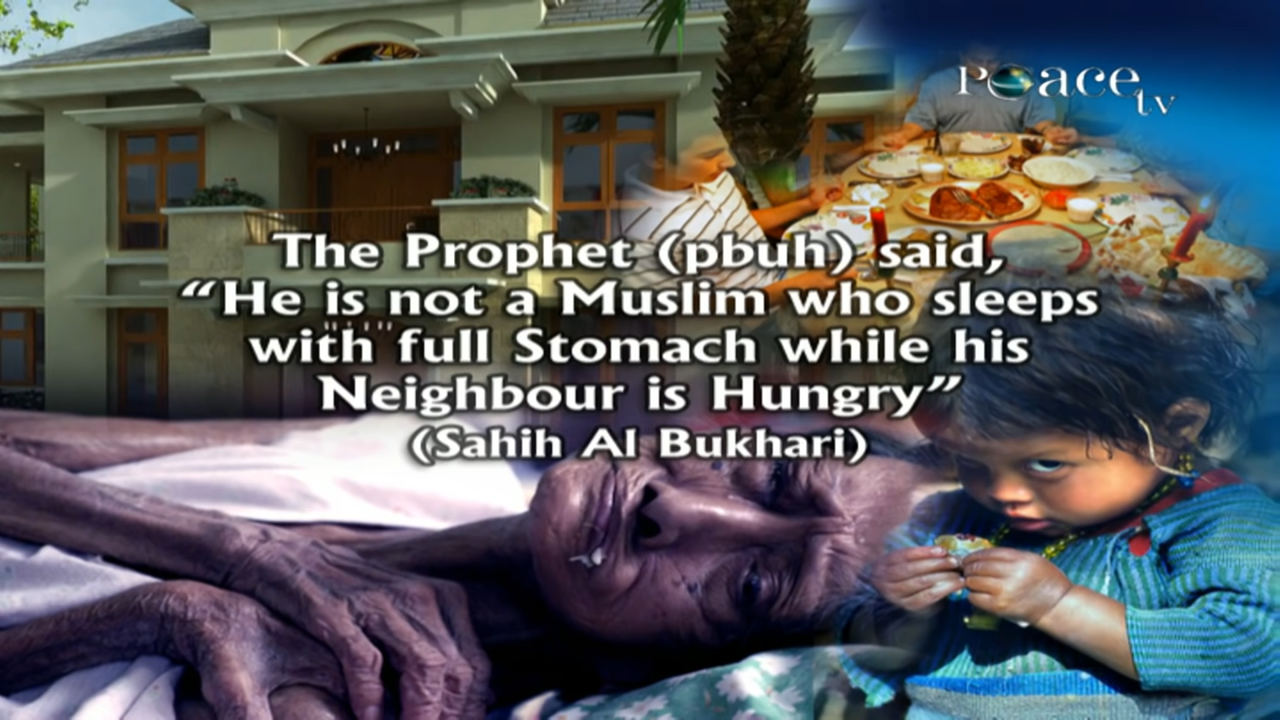 Peace tv
The Prophet (pbuh) said,
“He is not a Muslim who sleeps
with full Stomach while his
Neighbour is Hungry”
(Sahih Al Bukhari)